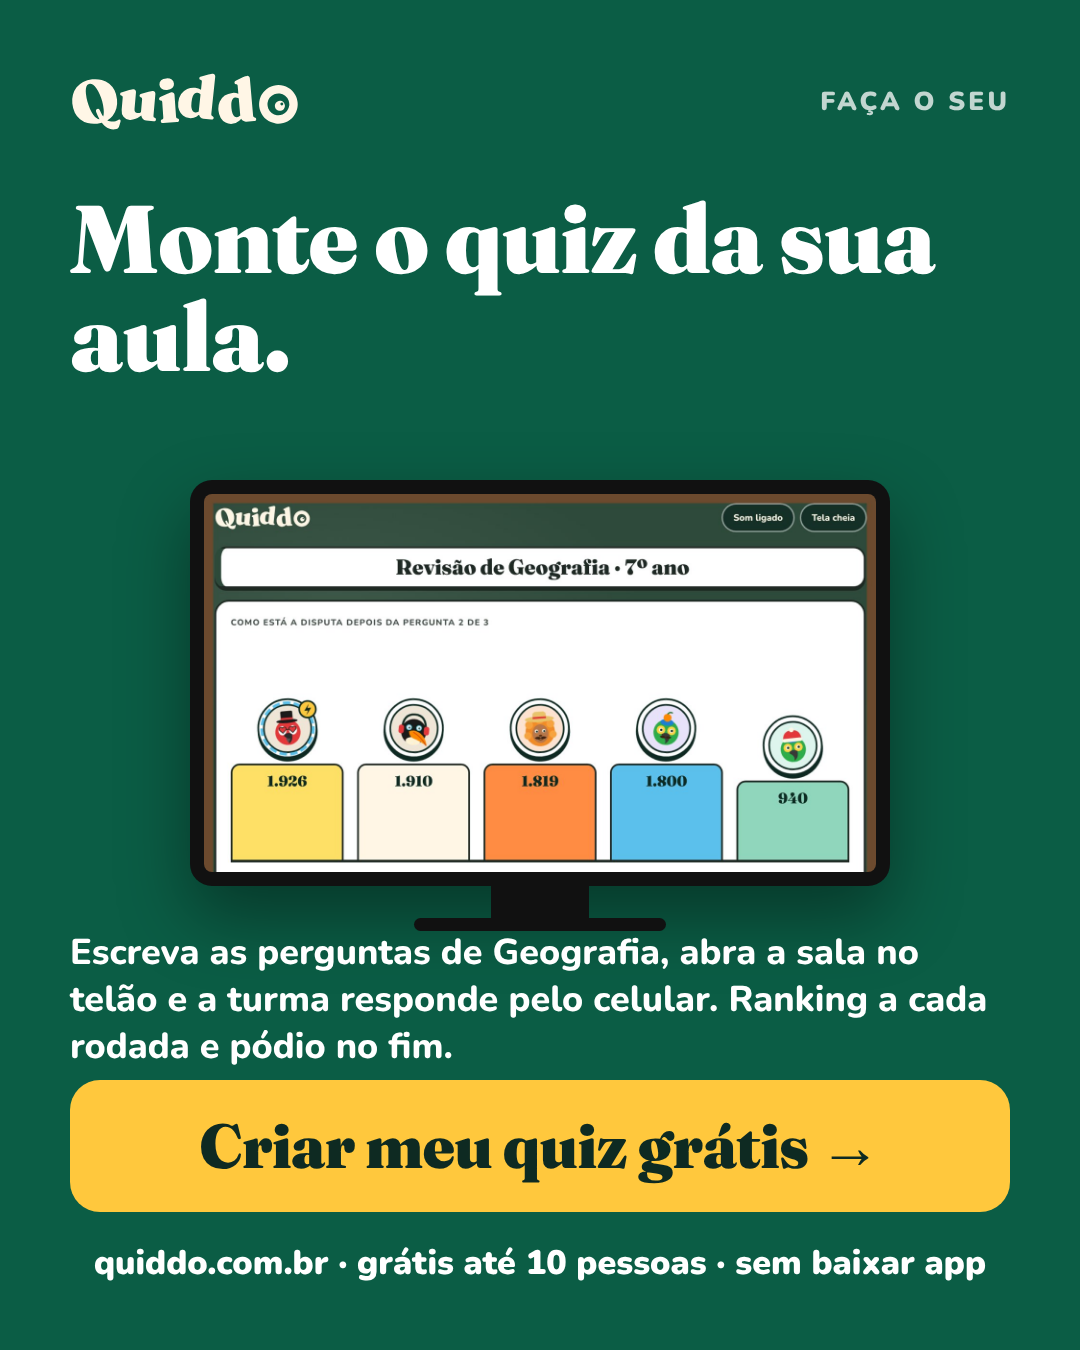 Quiddo
FAÇA O SEU
Monte o quiz da sua
aula.
Quiddo
Som ligado
Tela cheia
Revisão de Geografia · 7º ano
COMO ESTÁ A DISPUTA DEPOIS DA PERGUNTA 2 DE 3
1.926
1.910
1.819
1.800
940
Escreva as perguntas de Geografia, abra a sala no
telão e a turma responde pelo celular. Ranking a cada
rodada e pódio no fim.
Criar meu quiz grátis →
quiddo.com.br · grátis até 10 pessoas · sem baixar app